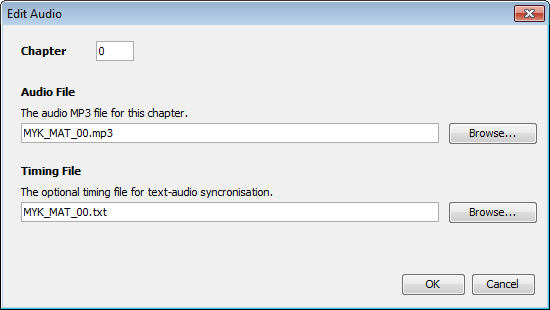 Edit Audio
Chapter 0
Audio File
The audio MP3 file for this chapter.
MYK_MAT_00.mp3 Browse...
Timing File
The optional timing file for text-audio syncronisation.
MYK_MAT_00.txt Browse...
OK Cancel